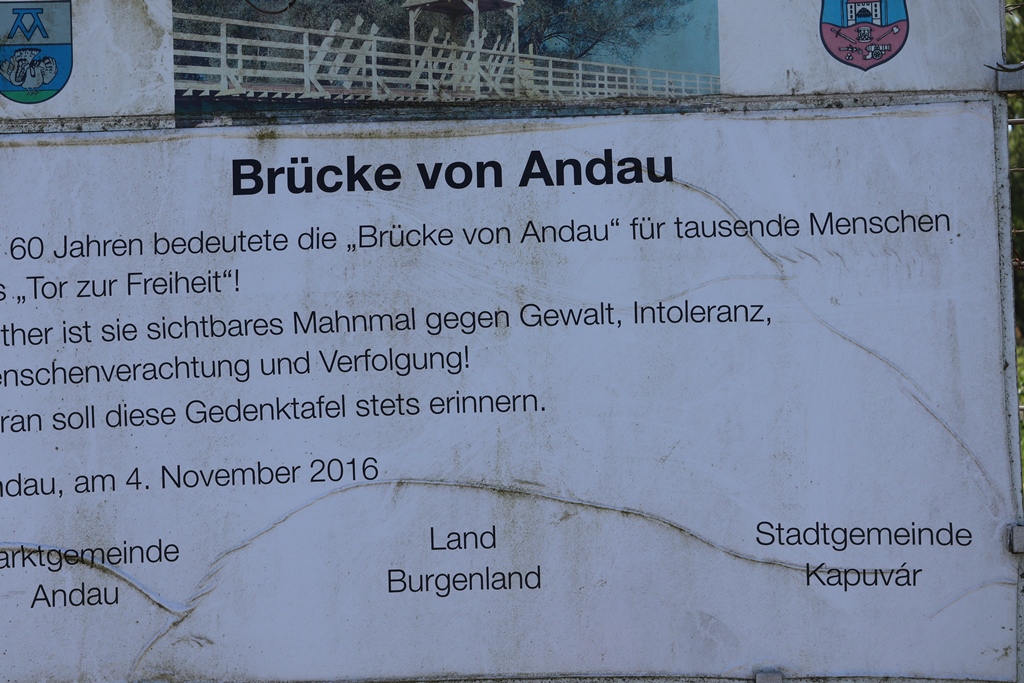 Brücke von Andau
60 Jahren bedeutete die „Brücke von Andau“ für tausende Menschen
s „Tor zur Freiheit“!
ther ist sie sichtbares Mahnmal gegen Gewalt, Intoleranz,
enschenverachtung und Verfolgung!
ran soll diese Gedenktafel stets erinnern.
ndau, am 4. November 2016
arktgemeinde
Andau
Land
Burgenland
Stadtgemeinde
Kapuvár